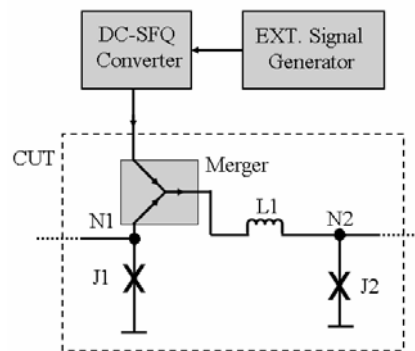 DC-SFQ
Converter
EXT. Signal
Generator
CUT
Merger
N1
L1
N2
J1
J2